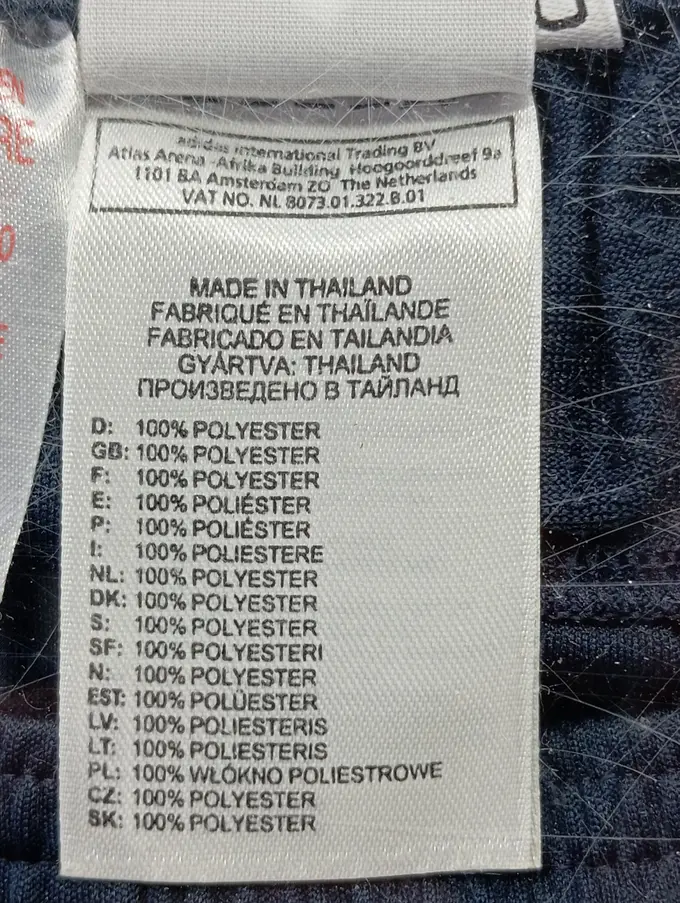 adidas International Trading BV
Atlas Arena -Afrika Building, Hoogoorddreef 9a
1101 BA Amsterdam ZO The Netherlands
VAT NO. NL 8073.01.322.B.01
MADE IN THAILAND
FABRIQUÉ EN THAÏLANDE
FABRICADO EN TAILANDIA
GYÁRTVA: THAILAND
ПРОИЗВЕДЕНО В ТАЙЛАНД
D: 100% POLYESTER
GB: 100% POLYESTER
F: 100% POLYESTER
E: 100% POLIÉSTER
P: 100% POLIÉSTER
I: 100% POLIESTERE
NL: 100% POLYESTER
DK: 100% POLYESTER
S: 100% POLYESTER
SF: 100% POLYESTERI
N: 100% POLYESTER
EST: 100% POLÜESTER
LV: 100% POLIESTERIS
LT: 100% POLIESTERIS
PL: 100% WŁÓKNO POLIESTROWE
CZ: 100% POLYESTER
SK: 100% POLYESTER